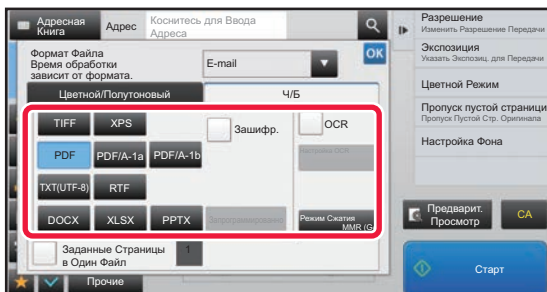 Адресная
Книга
Адрес
Коснитесь для Ввода
Адреса
Разрешение
Изменить Разрешение Передачи
Экспозиция
Указать Экспозиц. для Передачи
Цветной Режим
Пропуск пустой страници
Пропуск Пустой Стр. Оригинала
Настройка Фона
Предварит.
Просмотр
CA
Старт
Формат Файла
Время обработки
зависит от формата.
E-mail
OK
Цветной/Полутоновый
Ч/Б
TIFF
XPS
Зашифр.
OCR
PDF
PDF/A-1a
PDF/A-1b
Настройка OCR
TXT(UTF-8)
RTF
DOCX
XLSX
PPTX
Режим Сжатия
MMR (G
Заданные Страницы
в Один Файл
1
Прочие